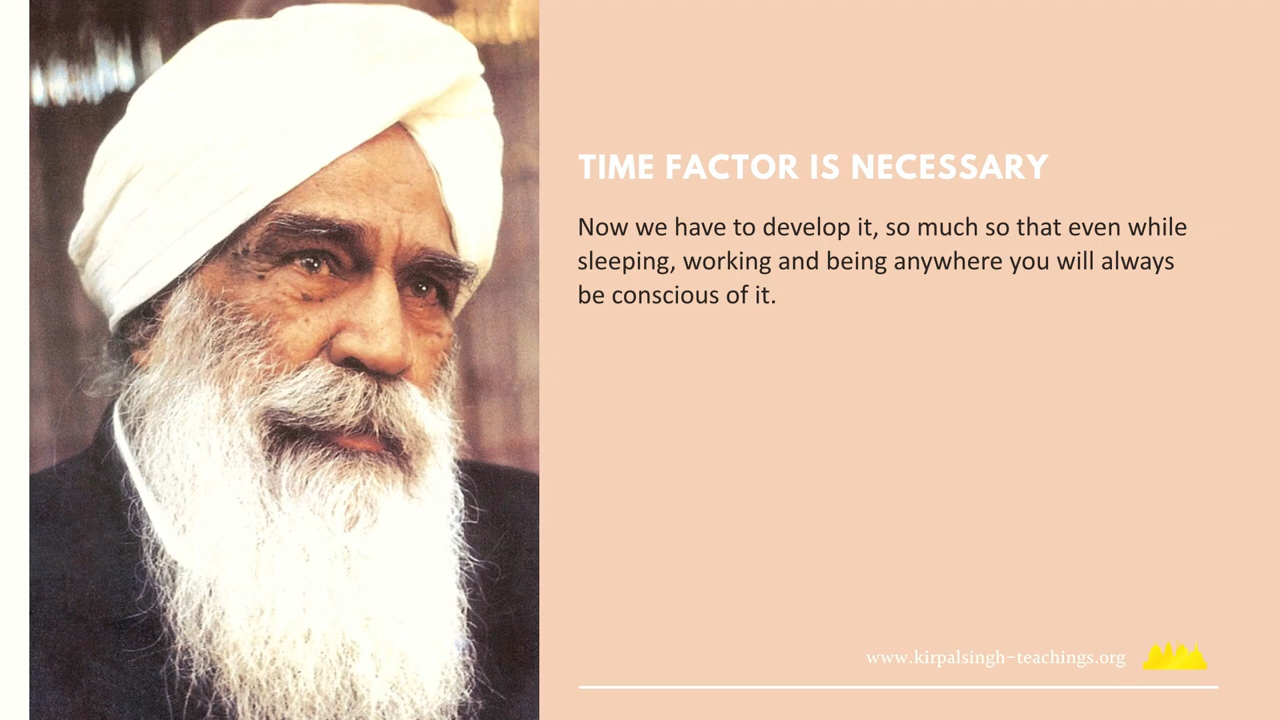 TIME FACTOR IS NECESSARY
Now we have to develop it, so much so that even while
sleeping, working and being anywhere you will always
be conscious of it.
www.kirpalsingh-teachings.org